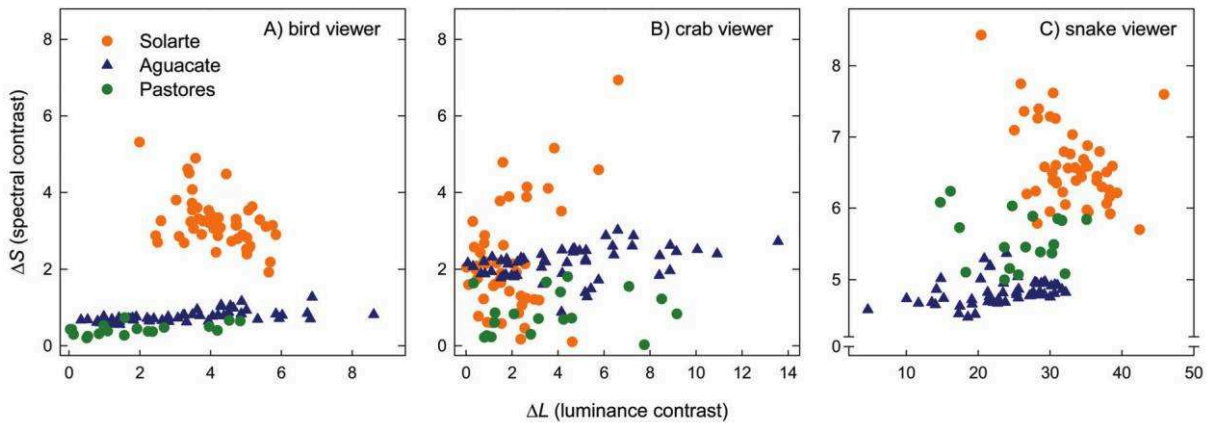 A) bird viewer
B) crab viewer
C) snake viewer
Solarte
Aguacate
Pastores
ΔS (spectral contrast)
8
6
4
2
0
0 2 4 6 8
8
6
4
2
0
0 2 4 6 8 10 12 14
8
7
6
5
0
10 20 30 40 50
ΔL (luminance contrast)